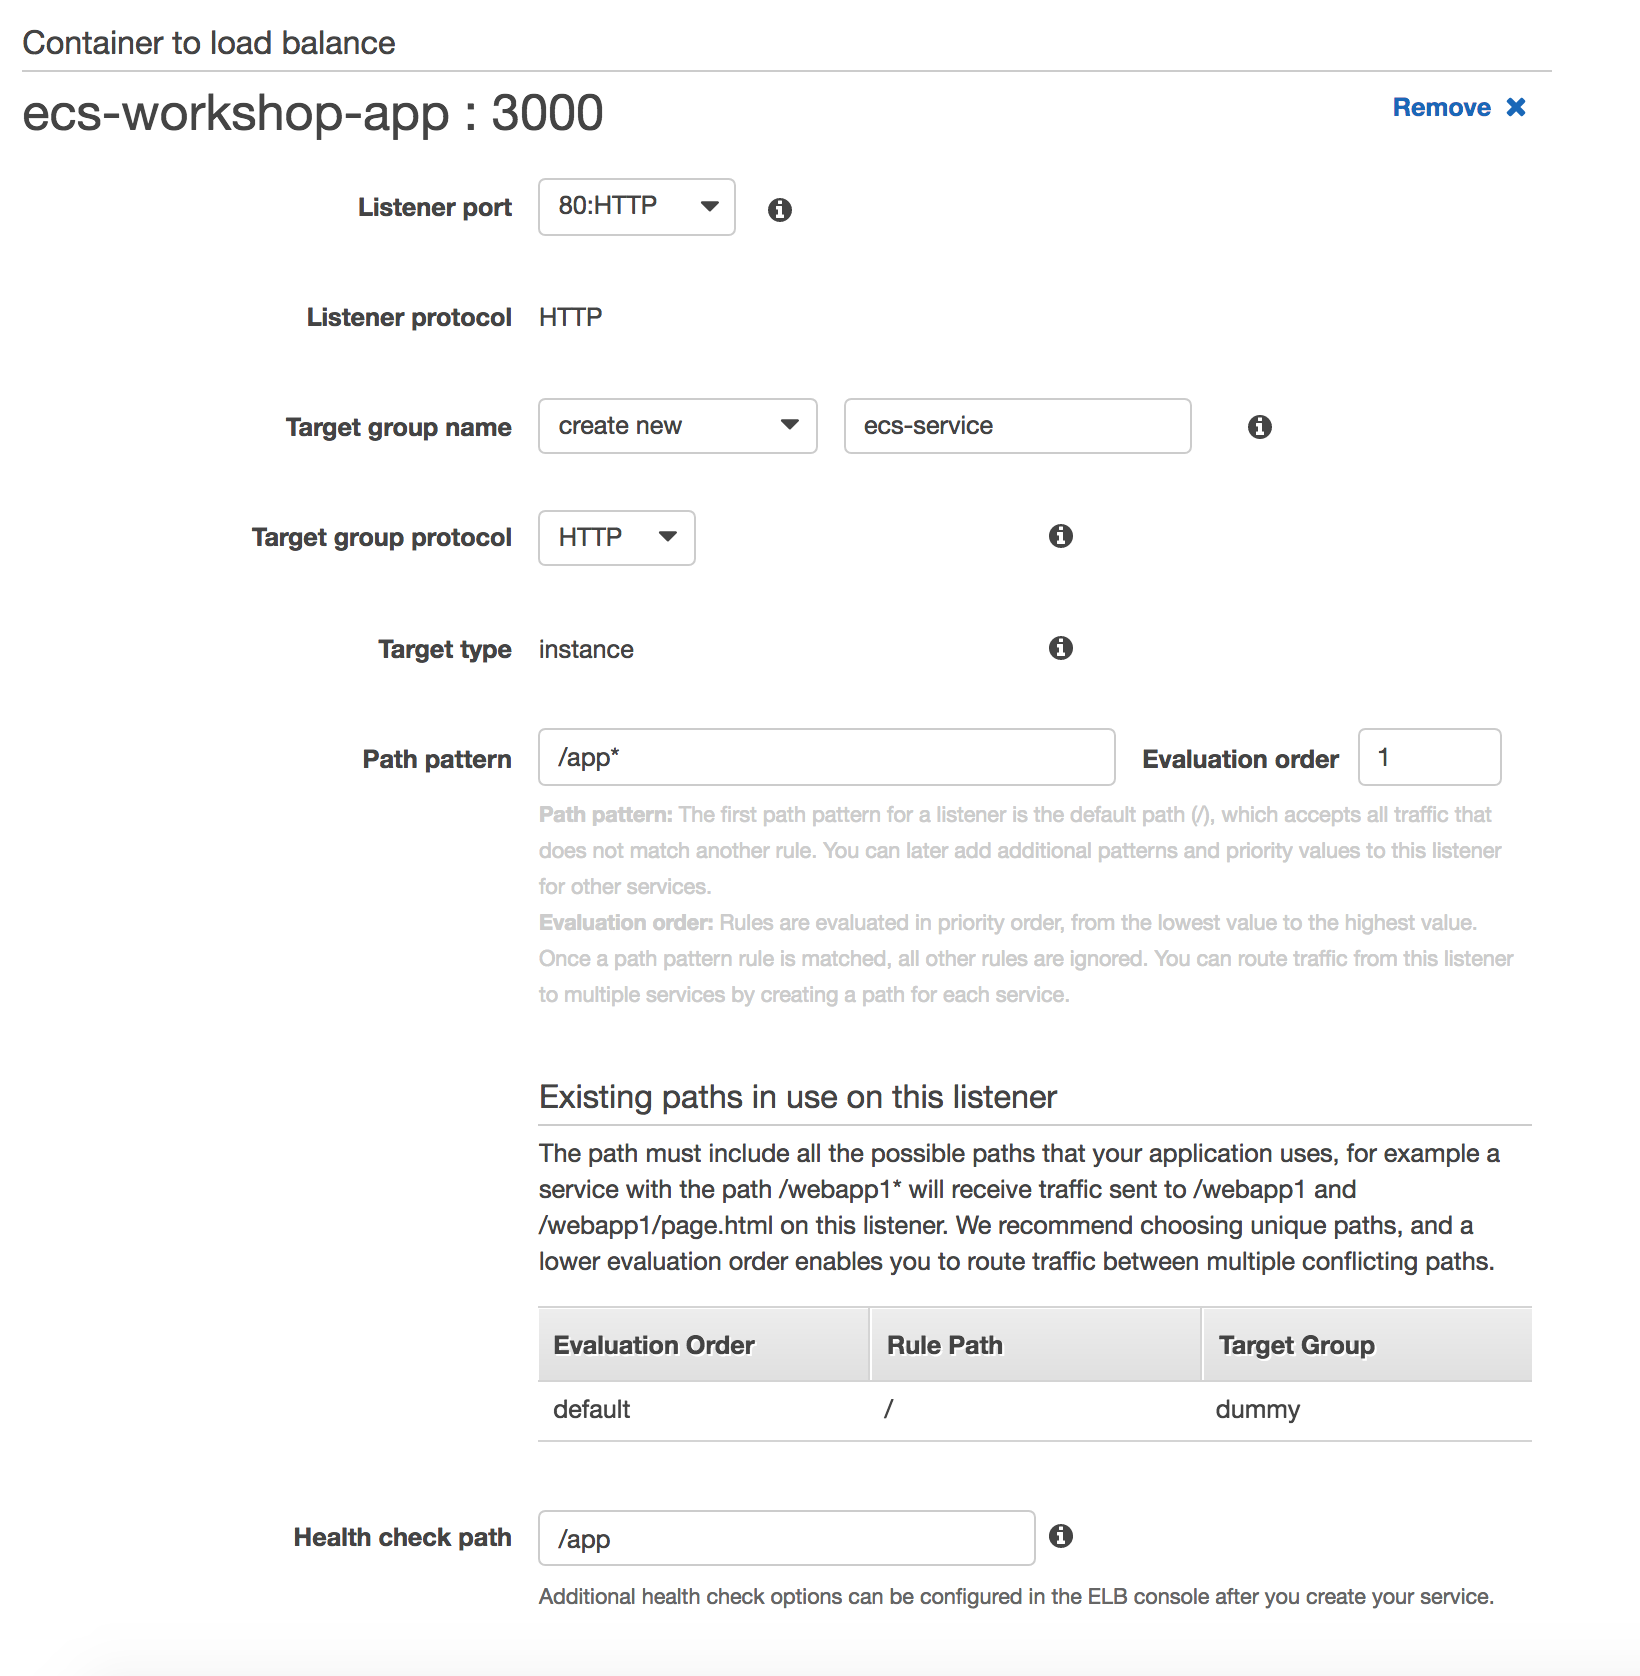 Container to load balance
ecs-workshop-app : 3000
Remove ✖
Listener port 80:HTTP
Listener protocol HTTP
Target group name create new ecs-service
Target group protocol HTTP
Target type instance
Path pattern /app* Evaluation order 1
Path pattern: The first path pattern for a listener is the default path (/), which accepts all traffic that
does not match another rule. You can later add additional patterns and priority values to this listener
for other services.
Evaluation order: Rules are evaluated in priority order, from the lowest value to the highest value.
Once a path pattern rule is matched, all other rules are ignored. You can route traffic from this listener
to multiple services by creating a path for each service.
Existing paths in use on this listener
The path must include all the possible paths that your application uses, for example a
service with the path /webapp1* will receive traffic sent to /webapp1 and
/webapp1/page.html on this listener. We recommend choosing unique paths, and a
lower evaluation order enables you to route traffic between multiple conflicting paths.
Evaluation Order Rule Path Target Group
default / dummy
Health check path /app
Additional health check options can be configured in the ELB console after you create your service.